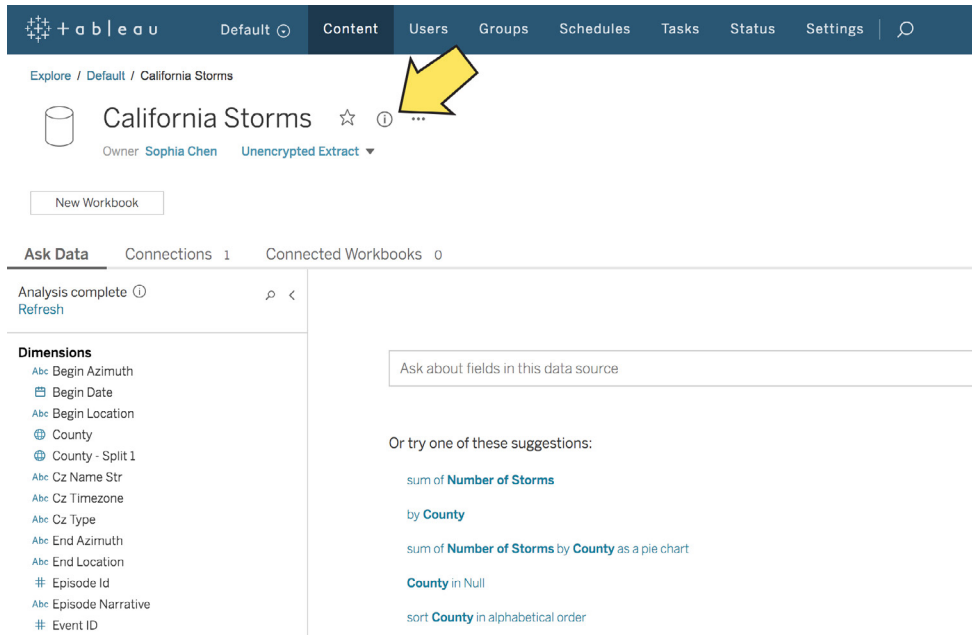 + a b l e a u Default Content Users Groups Schedules Tasks Status Settings
Explore / Default / California Storms
California Storms
Owner Sophia Chen Unencrypted Extract
New Workbook
Ask Data Connections 1 Connected Workbooks 0
Analysis complete
Refresh
Dimensions
Abc Begin Azimuth
Begin Date
Abc Begin Location
County
County - Split 1
Abc Cz Name Str
Abc Cz Timezone
Abc Cz Type
Abc End Azimuth
Abc End Location
# Episode Id
Abc Episode Narrative
# Event ID
Ask about fields in this data source
Or try one of these suggestions:
sum of Number of Storms
by County
sum of Number of Storms by County as a pie chart
County in Null
sort County in alphabetical order